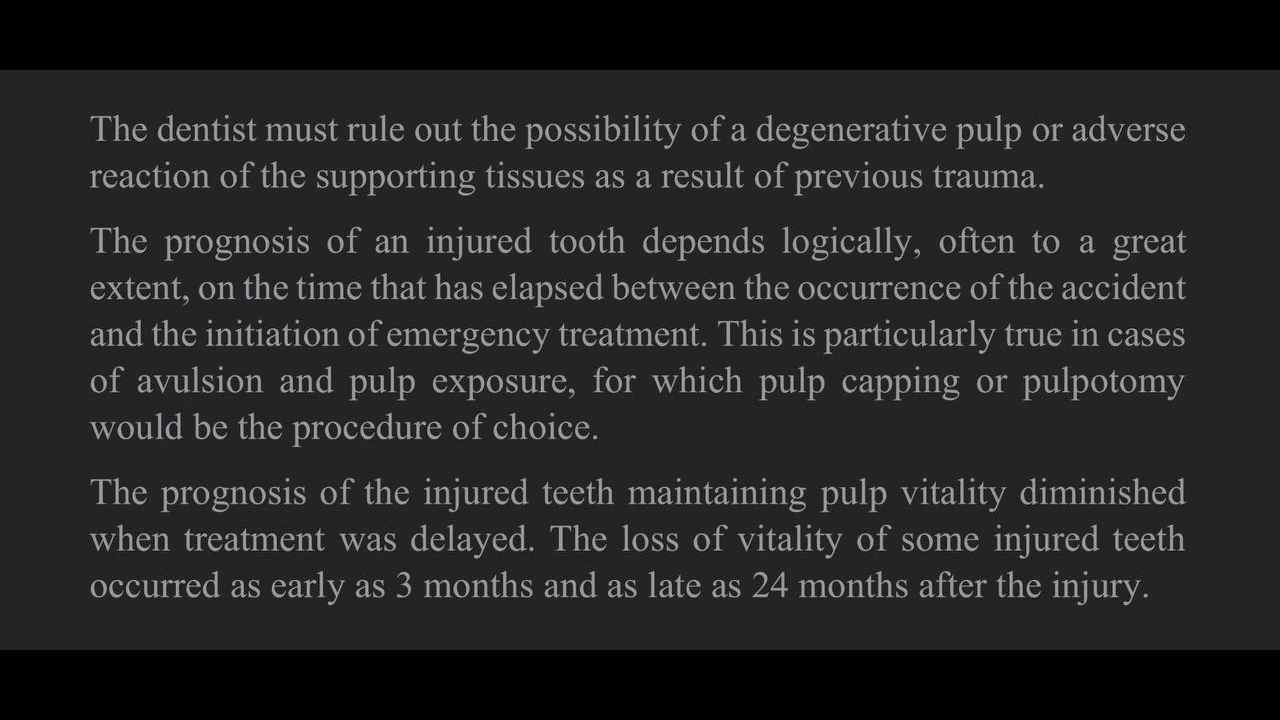 The dentist must rule out the possibility of a degenerative pulp or adverse
reaction of the supporting tissues as a result of previous trauma.
The prognosis of an injured tooth depends logically, often to a great
extent, on the time that has elapsed between the occurrence of the accident
and the initiation of emergency treatment. This is particularly true in cases
of avulsion and pulp exposure, for which pulp capping or pulpotomy
would be the procedure of choice.
The prognosis of the injured teeth maintaining pulp vitality diminished
when treatment was delayed. The loss of vitality of some injured teeth
occurred as early as 3 months and as late as 24 months after the injury.